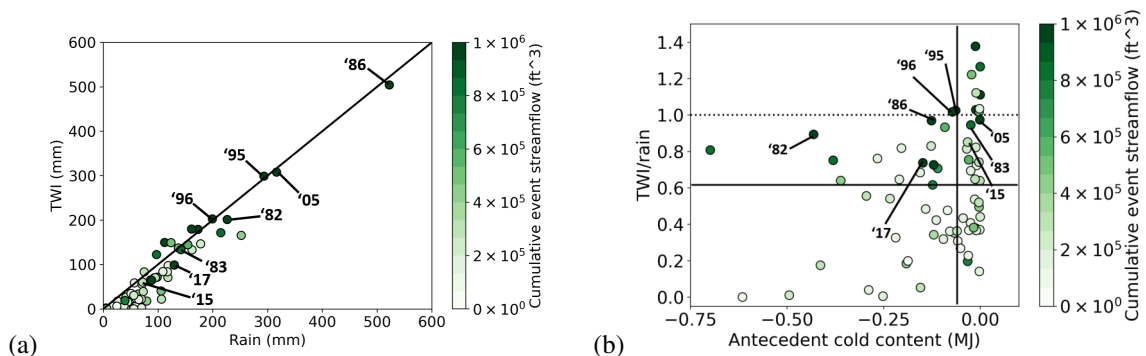 (a)
TWI (mm)
600
500
400
300
200
100
0
0 100 200 300 400 500 600
Rain (mm)
‘86
‘95
‘05
‘96
‘82
‘83
‘17
‘15
1 × 10^6
8 × 10^5
6 × 10^5
4 × 10^5
2 × 10^5
0 × 10^0
Cumulative event streamflow (ft^3)
(b)
TWI/rain
1.4
1.2
1.0
0.8
0.6
0.4
0.2
0.0
−0.75 −0.50 −0.25 0.00
Antecedent cold content (MJ)
‘95
‘96
‘86
‘82
‘05
‘83
‘15
‘17
1 × 10^6
8 × 10^5
6 × 10^5
4 × 10^5
2 × 10^5
0 × 10^0
Cumulative event streamflow (ft^3)